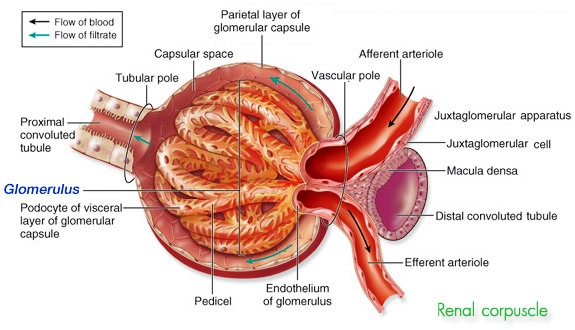 Flow of blood
Flow of filtrate
Parietal layer of
glomerular capsule
Capsular space
Afferent arteriole
Tubular pole
Vascular pole
Proximal
convoluted
tubule
Juxtaglomerular apparatus
Juxtaglomerular cell
Macula densa
Glomerulus
Podocyte of visceral
layer of glomerular
capsule
Distal convoluted tubule
Efferent arteriole
Pedicel
Endothelium
of glomerulus
Renal corpuscle